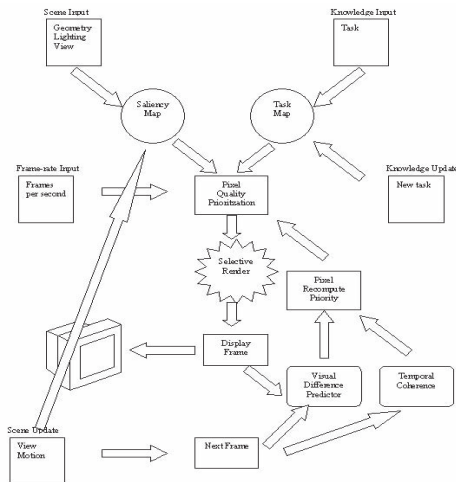 Scene Input
Geometry
Lighting
View
Knowledge Input
Task
Saliency
Map
Task
Map
Frame-rate Input
Frames
per second
Pixel
Quality
Prioritzation
Knowledge Update
New task
Selective
Render
Pixel
Recompute
Priority
Display
Frame
Visual
Difference
Predictor
Temporal
Coherence
Scene Update
View
Motion
Next Frame